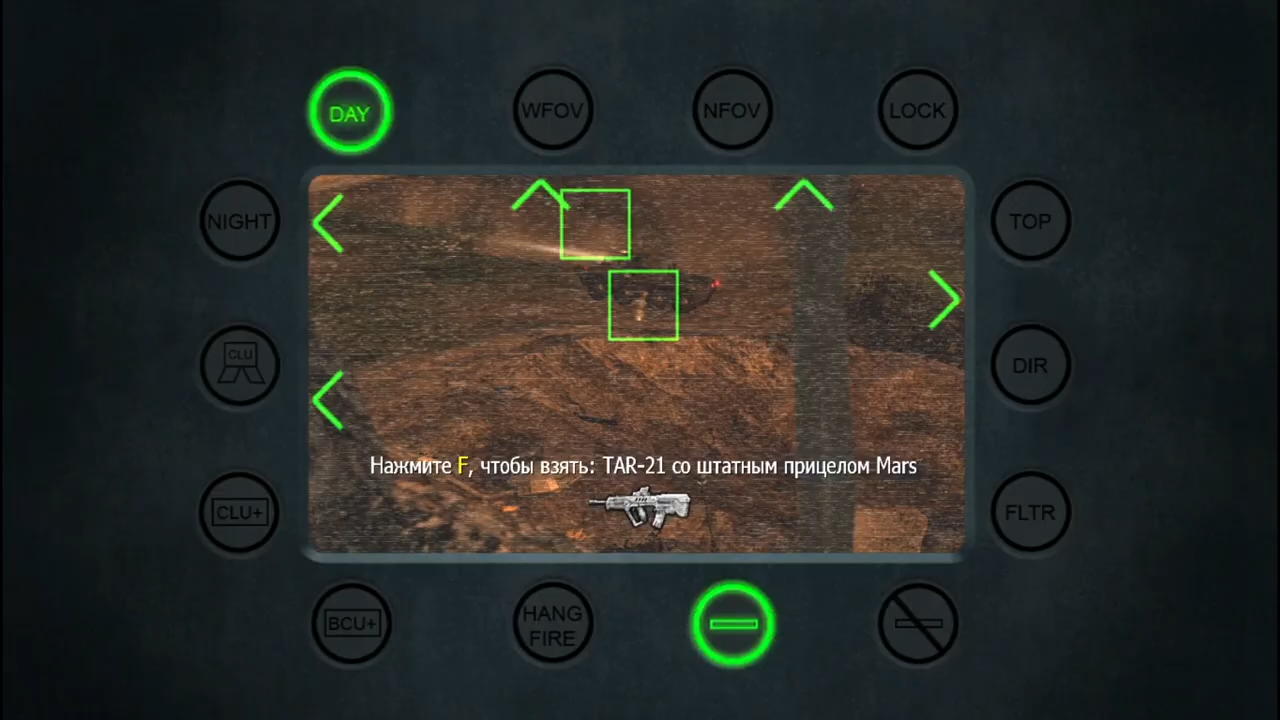 DAY
WFOV
NFOV
LOCK
NIGHT
TOP
CLU
DIR
Нажмите F, чтобы взять: TAR-21 со штатным прицелом Mars
CLU+
FLTR
BCU+
HANG
FIRE